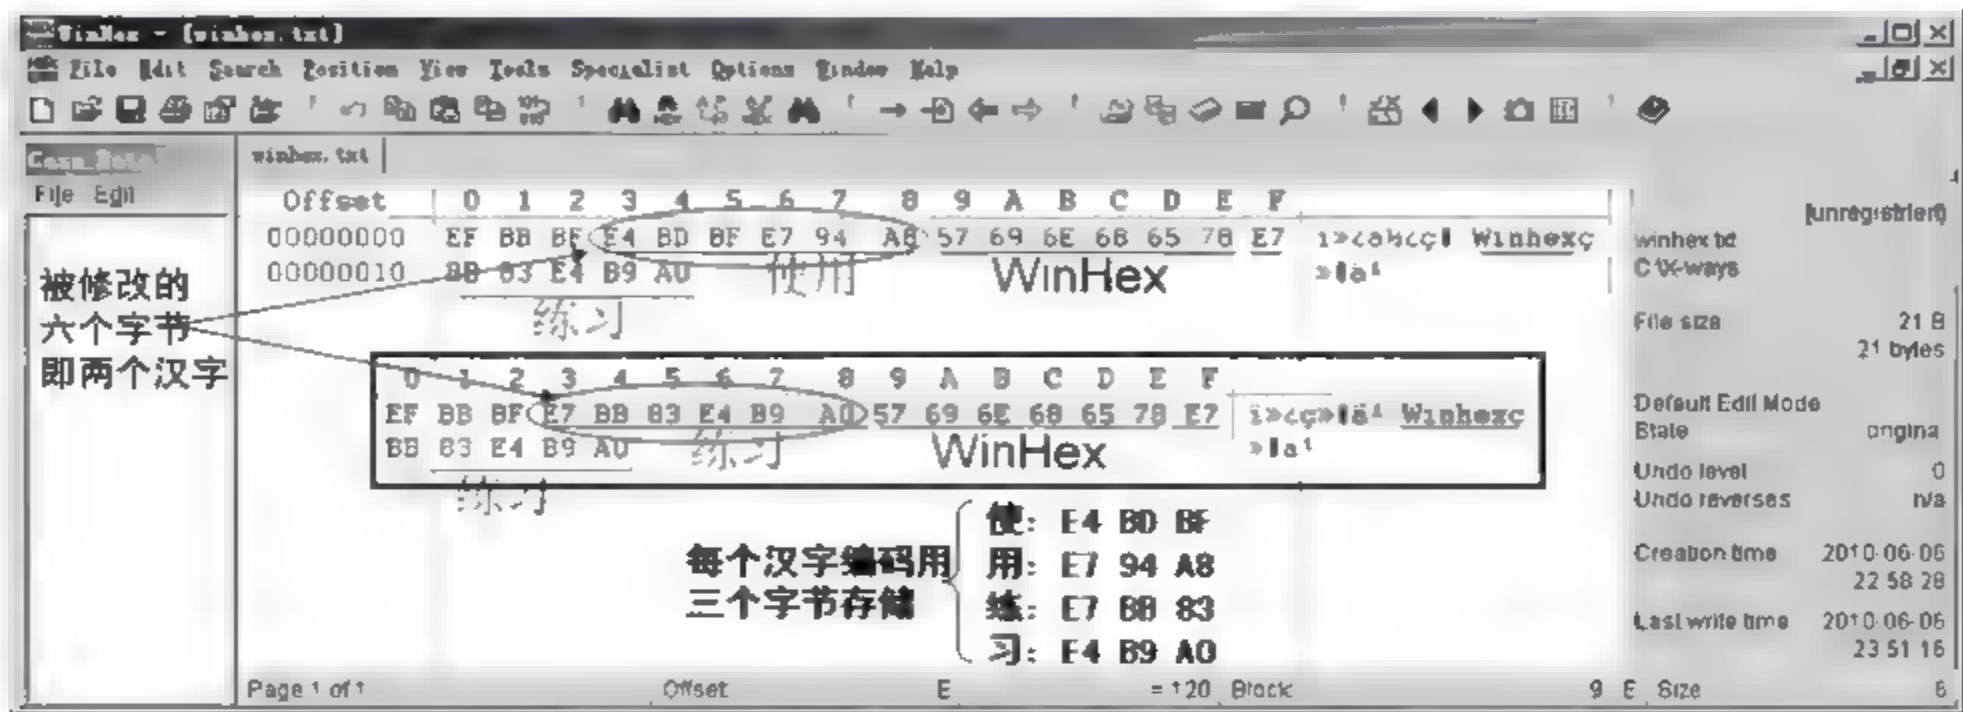 WinHex - [winhex.txt]
File Edit Search Position View Tools Specialist Options Window Help
Case Data
winhex.txt
File Edit
Offset 0 1 2 3 4 5 6 7 8 9 A B C D E F
[unregistriert]
00000000 EF BB BF E4 BD BF E7 94 A8 57 69 6E 68 65 78 E7 Winhexç
winhex.txt
00000010 BB 83 E4 B9 A0 使用 WinHex
C:\X-ways
练习
被修改的
六个字节
即两个汉字
File size 21 B
21 bytes
0 1 2 3 4 5 6 7 8 9 A B C D E F
EF BB BF E7 BB 83 E4 B9 A0 57 69 6E 68 65 78 E7 Winhexç
BB 83 E4 B9 A0 练习 WinHex
练习
Default Edit Mode
State original
Undo level 0
Undo reverses n/a
每个汉字编码用
三个字节存储
使: E4 BD BF
用: E7 94 A8
练: E7 BB 83
习: E4 B9 A0
Creation time 2010-06-06
22 58 28
Last write time 2010-06-06
23 51 16
Page 1 of 1 Offset E = 120 Block 9 E Size 6